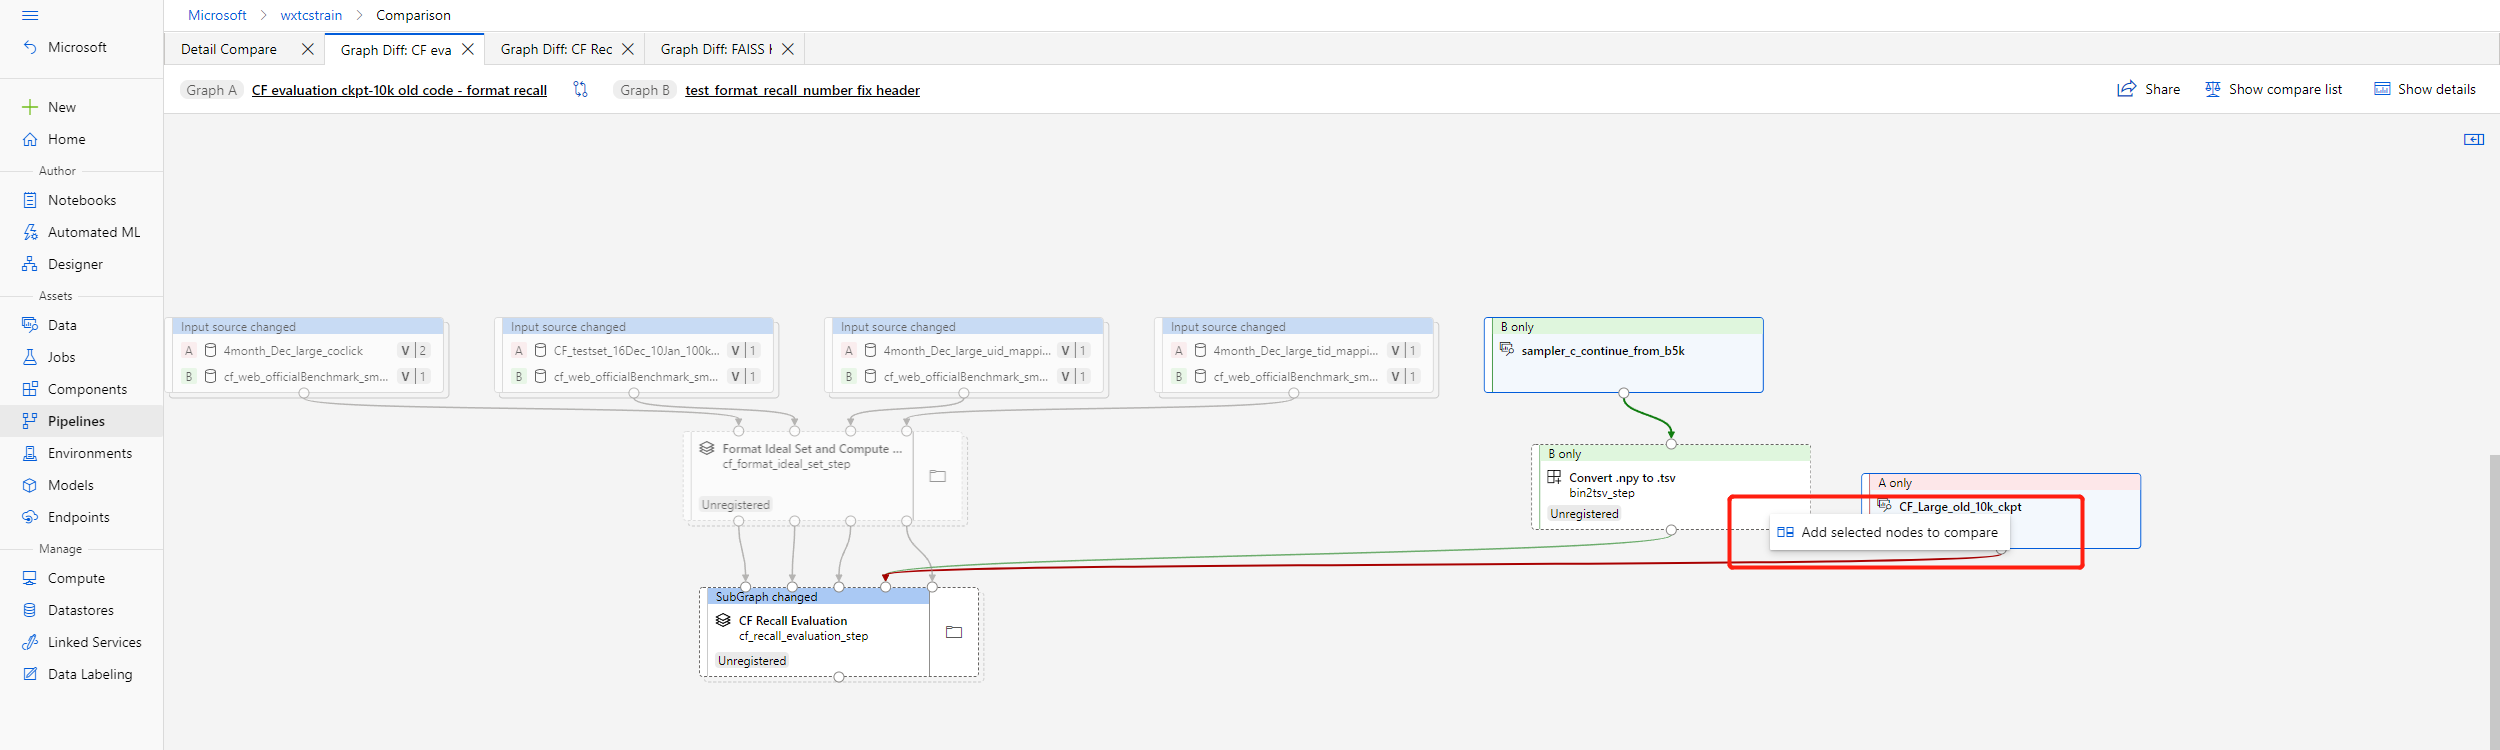 Microsoft > wxtcstrain > Comparison
Microsoft
New
Home
Author
Notebooks
Automated ML
Designer
Assets
Data
Jobs
Components
Pipelines
Environments
Models
Endpoints
Manage
Compute
Datastores
Linked Services
Data Labeling
Detail Compare
Graph Diff: CF eva
Graph Diff: CF Rec
Graph Diff: FAISS
Graph A CF evaluation ckpt-10k old code - format recall
Graph B test_format_recall_number fix header
Share
Show compare list
Show details
Input source changed
A 4month_Dec_large_coclick V 2
B cf_web_officialBenchmark_sm... V 1
Input source changed
A CF_testset_16Dec_10Jan_100k... V 1
B cf_web_officialBenchmark_sm... V 1
Input source changed
A 4month_Dec_large_uid_mappi... V 1
B cf_web_officialBenchmark_sm... V 1
Input source changed
A 4month_Dec_large_tid_mappi... V 1
B cf_web_officialBenchmark_sm... V 1
B only
sampler_c_continue_from_b5k
Format Ideal Set and Compute ...
cf_format_ideal_set_step
Unregistered
B only
Convert .npy to .tsv
bin2tsv_step
Unregistered
A only
CF_Large_old_10k_ckpt
Add selected nodes to compare
SubGraph changed
CF Recall Evaluation
cf_recall_evaluation_step
Unregistered